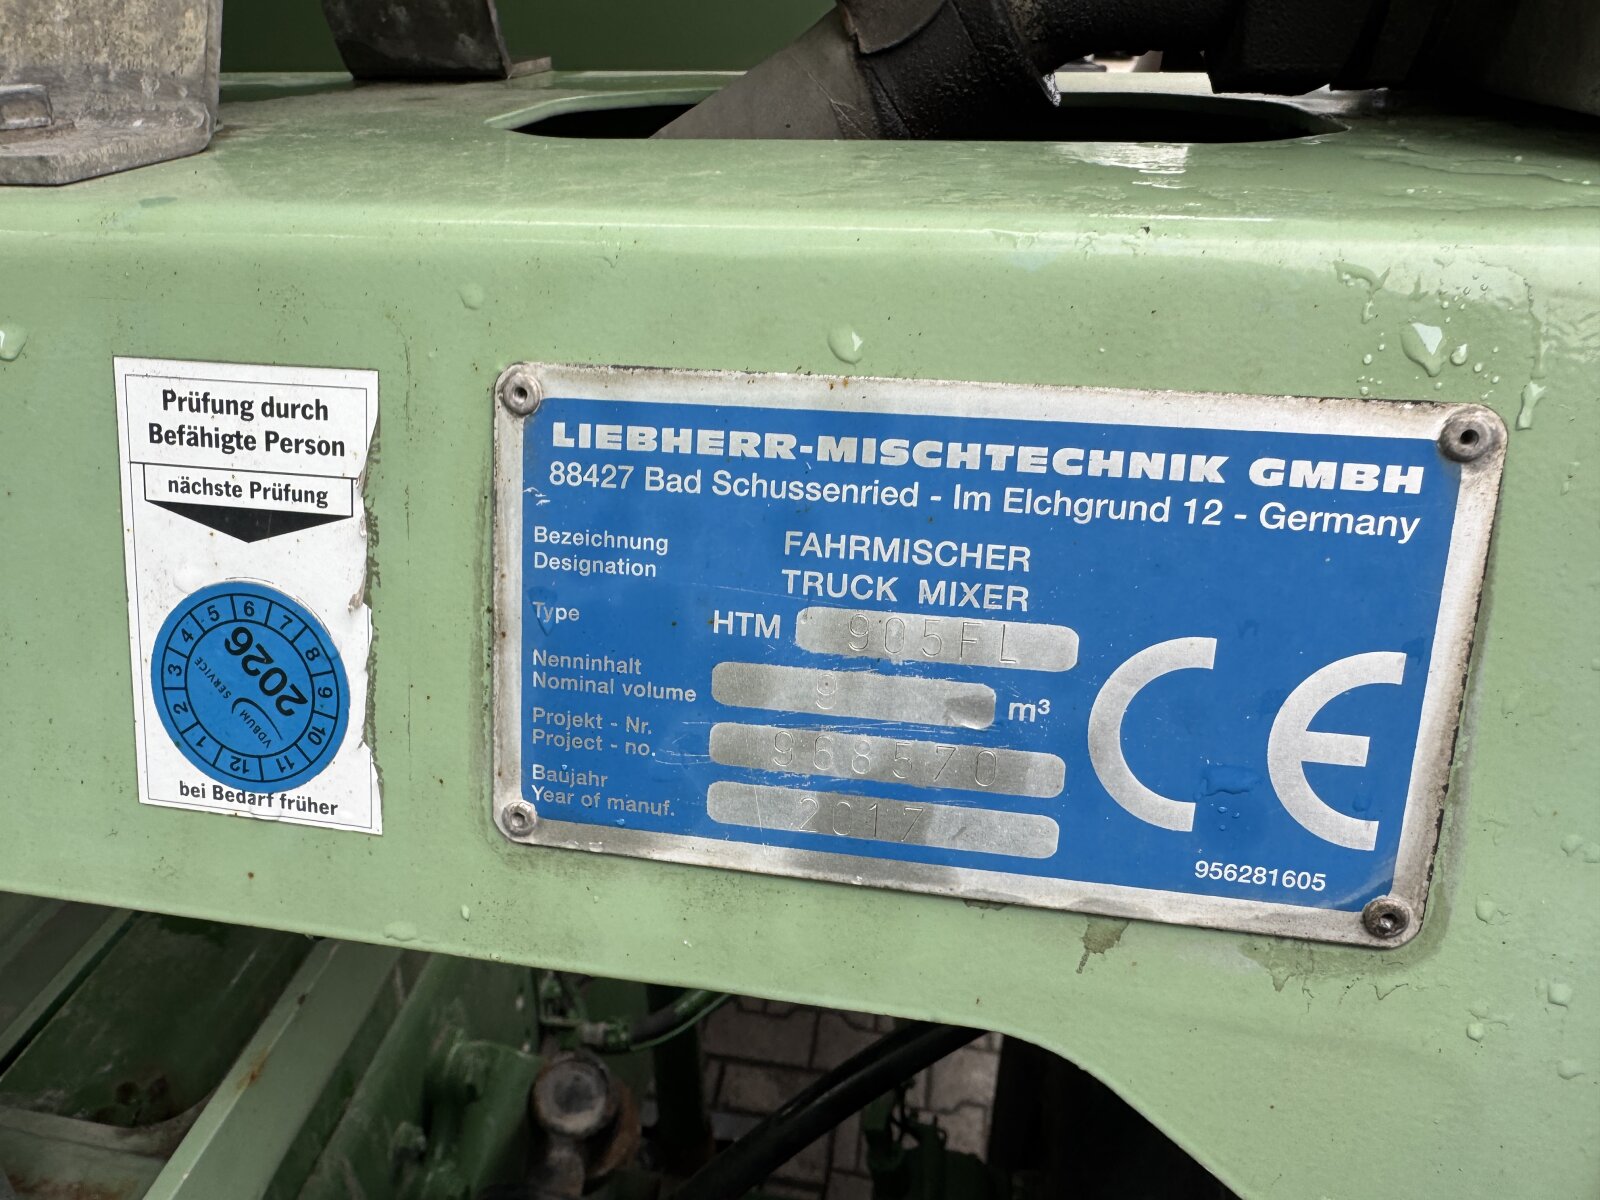 Prüfung durch
Befähigte Person
nächste Prüfung
1 2 3 4 5 6 7 8 9 10 11 12
2026
VDBUM
SERVICE
bei Bedarf früher
LIEBHERR-MISCHTECHNIK GMBH
88427 Bad Schussenried - Im Elchgrund 12 - Germany
Bezeichnung FAHRMISCHER
Designation TRUCK MIXER
Type HTM 905FL
Nenninhalt
Nominal volume 9 m³
Projekt - Nr.
Project - no. 968570
Baujahr
Year of manuf. 2017
CE
956281605